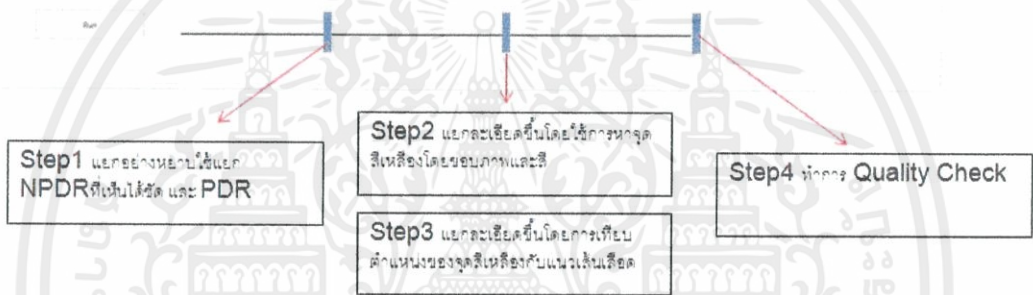 Step1 แยกอย่างหยาบใช้แยก
NPDRที่เห็นได้ชัด และ PDR
Step2 แยกละเอียดขึ้นโดยใช้การหาจุด
สีเหลืองโดยขอบภาพและสี
Step3 แยกละเอียดขึ้นโดยการเทียบ
ตำแหน่งของจุดสีเหลืองกับแนวเส้นเลือด
Step4 ทำการ Quality Check